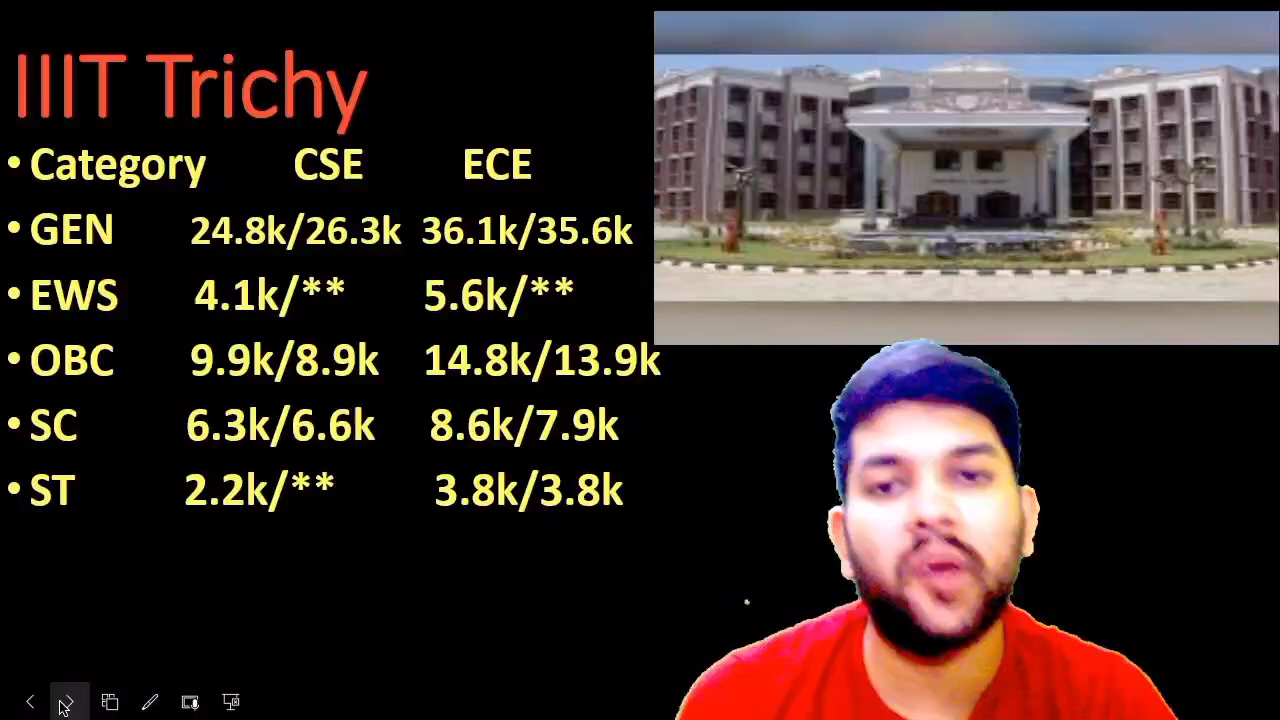 IIIT Trichy
• Category CSE ECE
• GEN 24.8k/26.3k 36.1k/35.6k
• EWS 4.1k/** 5.6k/**
• OBC 9.9k/8.9k 14.8k/13.9k
• SC 6.3k/6.6k 8.6k/7.9k
• ST 2.2k/** 3.8k/3.8k